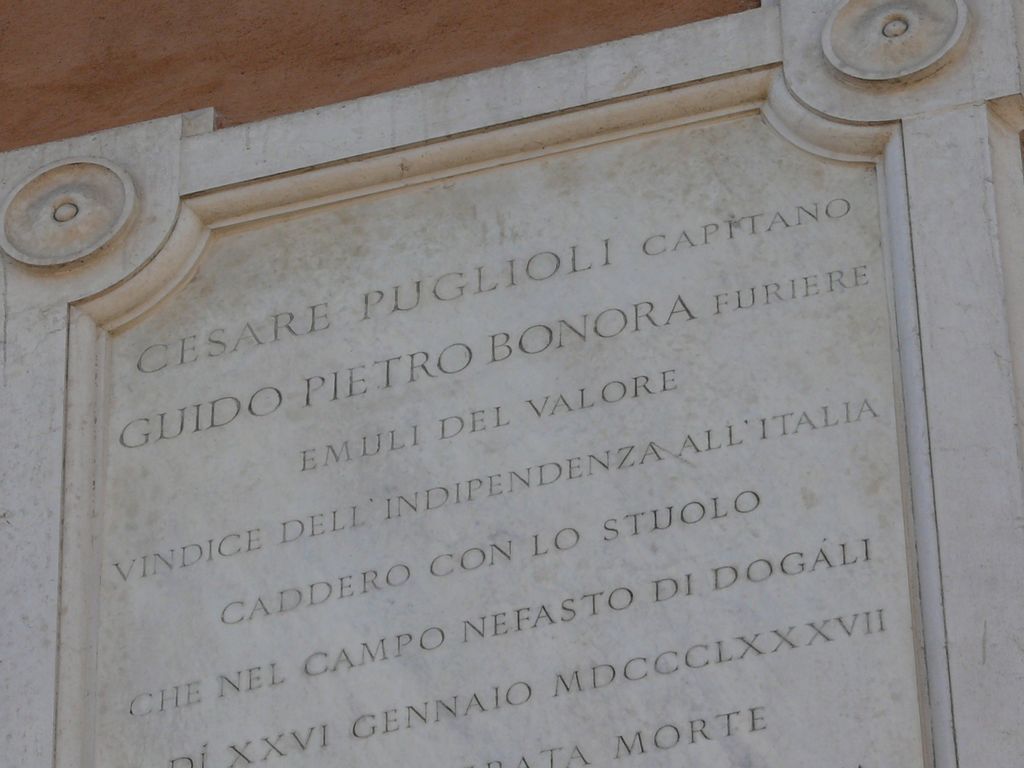 CESARE PUGLIOLI CAPITANO
GUIDO PIETRO BONORA FURIERE
EMULI DEL VALORE
VINDICE DELL'INDIPENDENZA ALL'ITALIA
CADDERO CON LO STUOLO
CHE NEL CAMPO NEFASTO DI DOGÁLI
DÍ XXVI GENNAIO MDCCCLXXXVII
MORTE